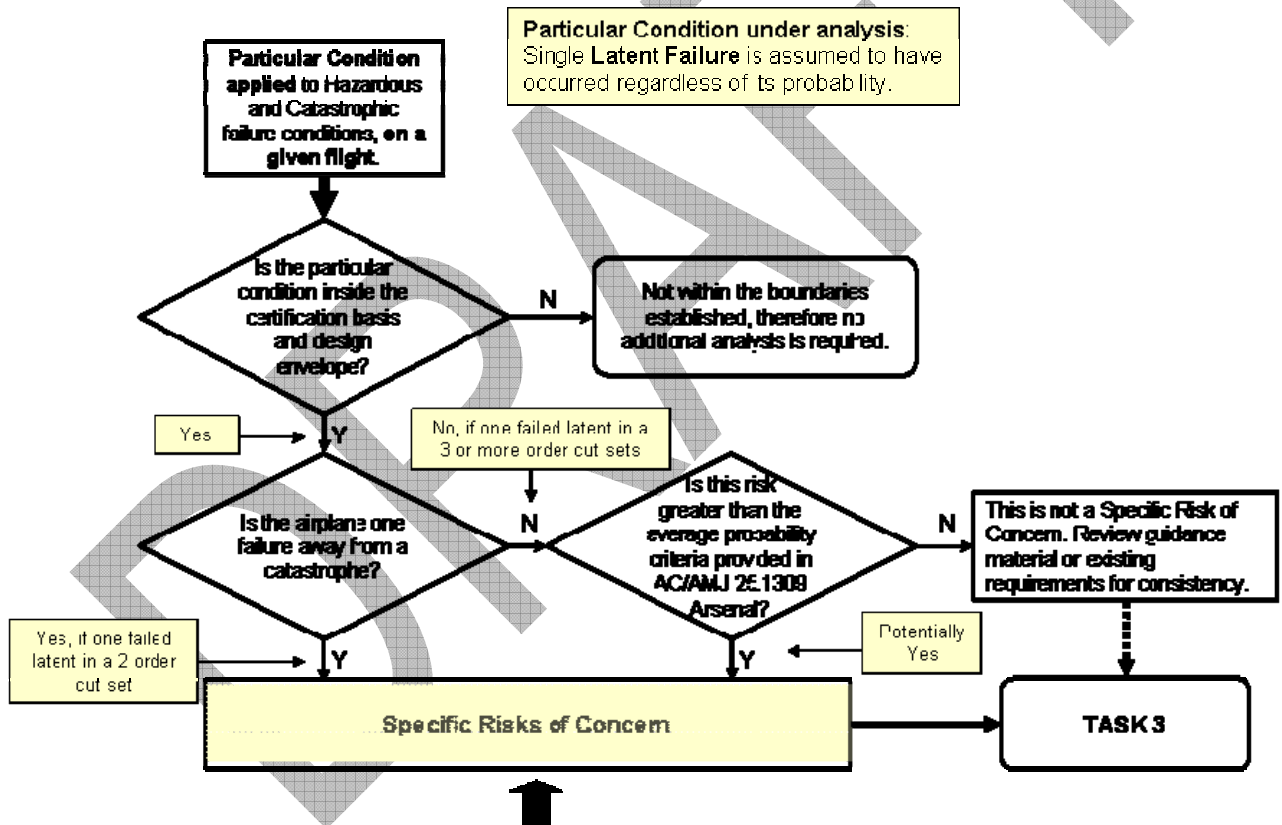 Particular Condition under analysis:
Single Latent Failure is assumed to have
occurred regardless of its probability.
Particular Condition
applied to Hazardous
and Catastrophic
failure conditions, on a
given flight.
Is the particular
condition inside the
certification basis
and design
envelope?
N
Not within the boundaries
established, therefore no
additional analysis is required.
Yes
Y
No, if one failed latent in a
3 or more order cut sets
Is the airplane one
failure away from a
catastrophe?
N
Is this risk
greater than the
average probability
criteria provided in
AC/AMJ 25.1309
Arsenal?
N
This is not a Specific Risk of
Concern. Review guidance
material or existing
requirements for consistency.
Yes, if one failed
latent in a 2 order
cut set
Y
Y
Potentially
Yes
Specific Risks of Concern
TASK 3
DRAFT